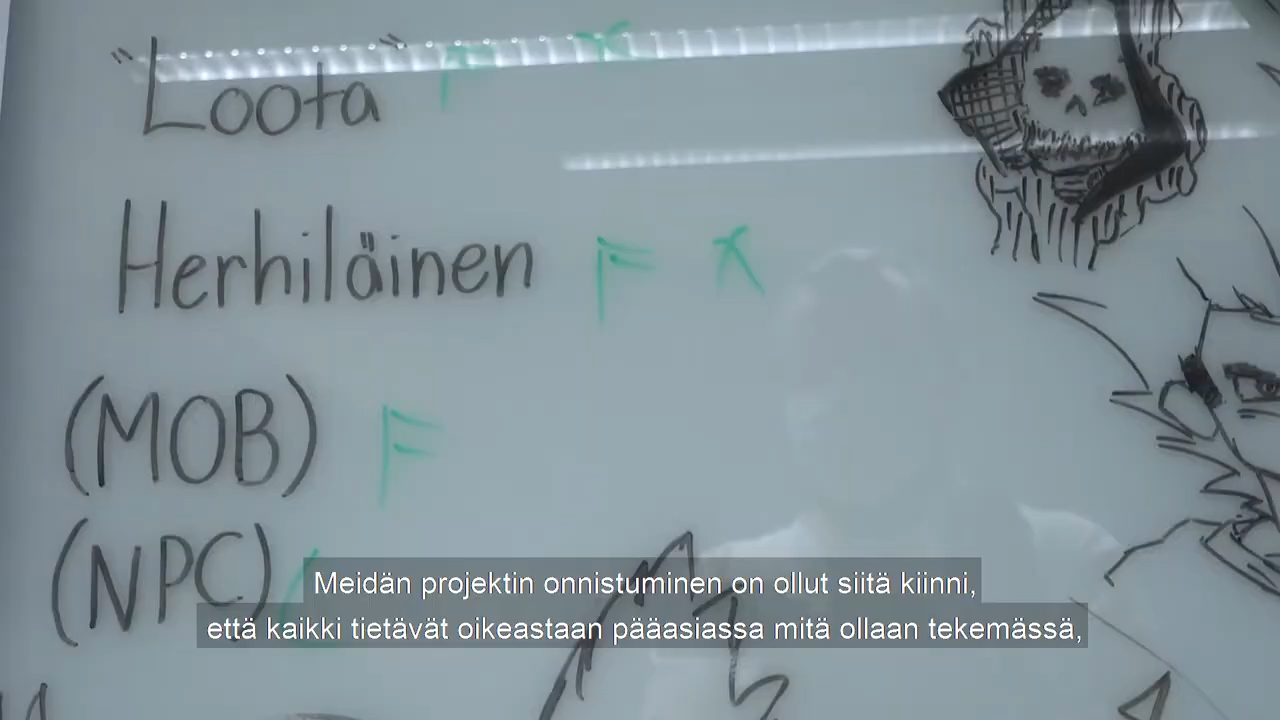 "Loota" F x
Herhiläinen F x
(MOB) F
(NPC)
Meidän projektin onnistuminen on ollut siitä kiinni,
että kaikki tietävät oikeastaan pääasiassa mitä ollaan tekemässä,